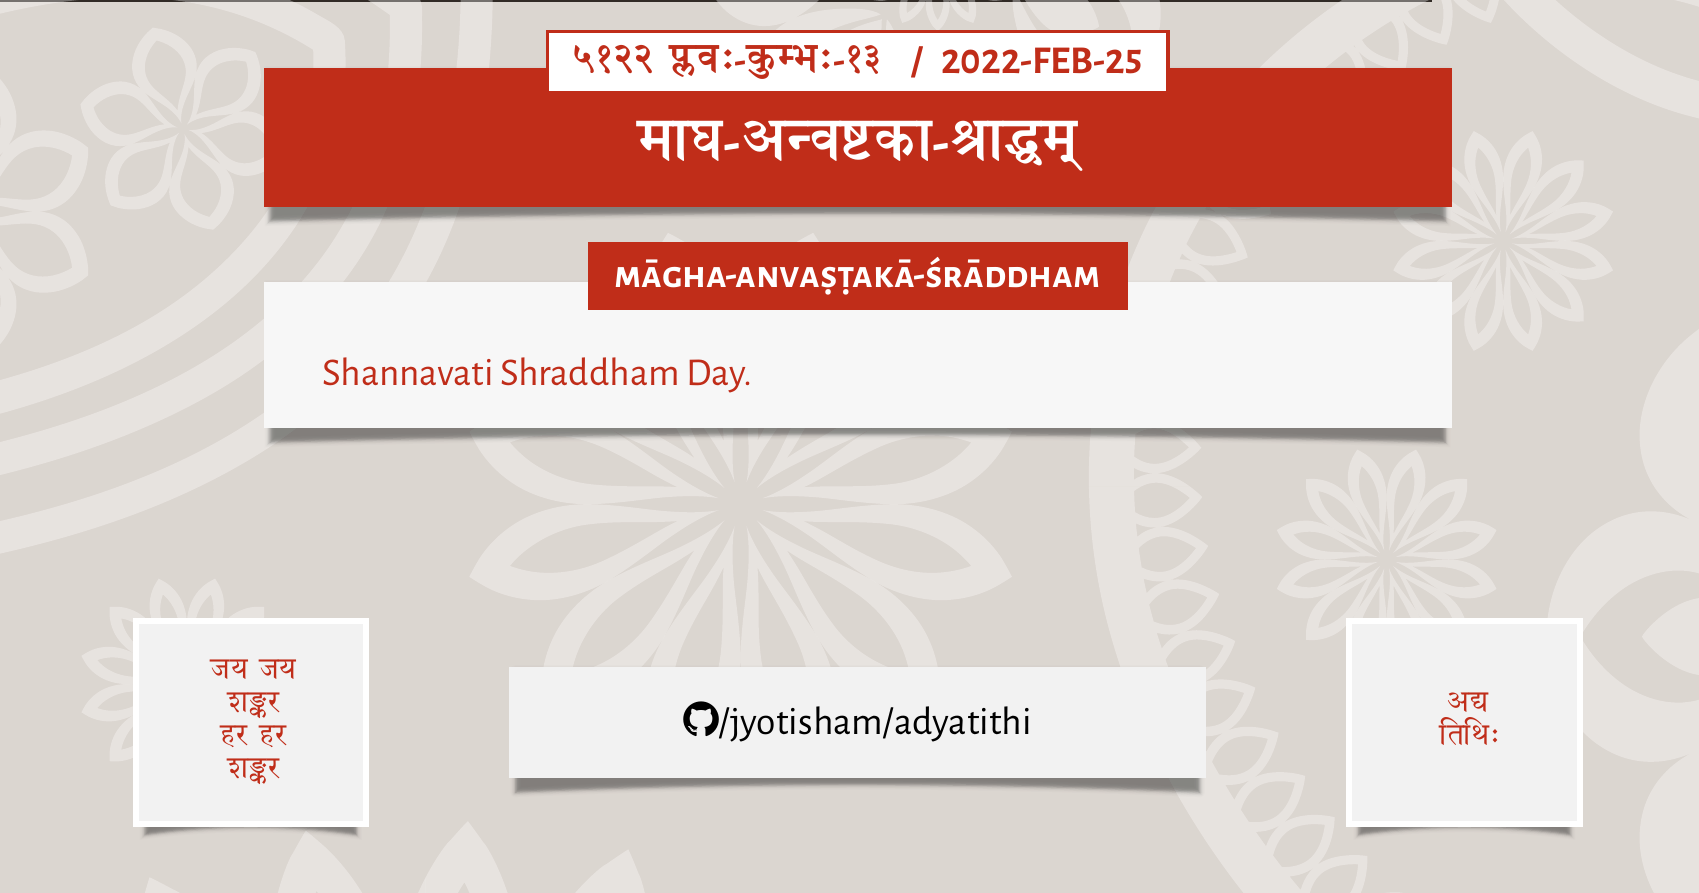 ५१२२ प्लवः-कुम्भः-१३ / 2022-FEB-25
माघ-अन्वष्टका-श्राद्धम्
MĀGHA-ANVAṢṬAKĀ-ŚRĀDDHAM
Shannavati Shraddham Day.
जय जय
शङ्कर
हर हर
शङ्कर
/jyotisham/adyatithi
अद्य
तिथिः